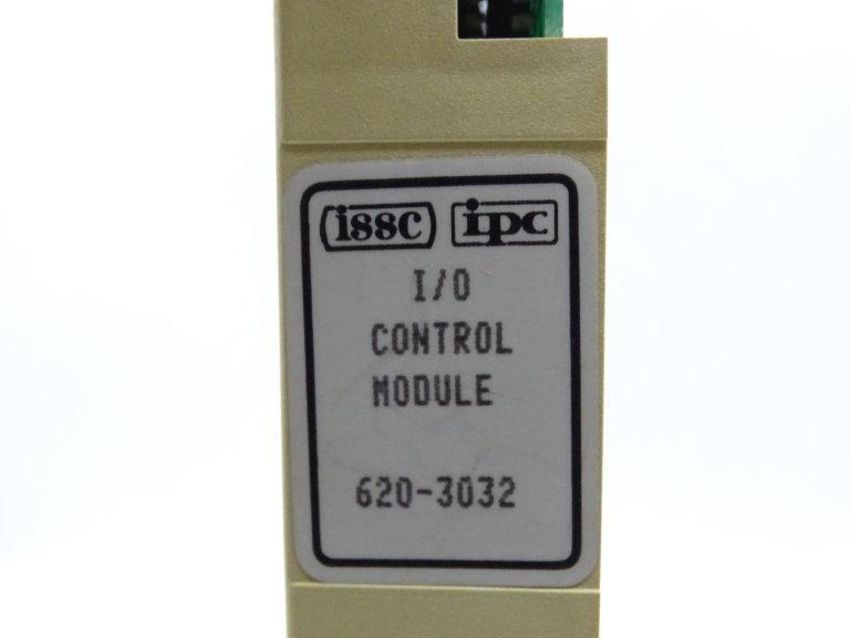 issc ipc
I/O
CONTROL
MODULE
620-3032